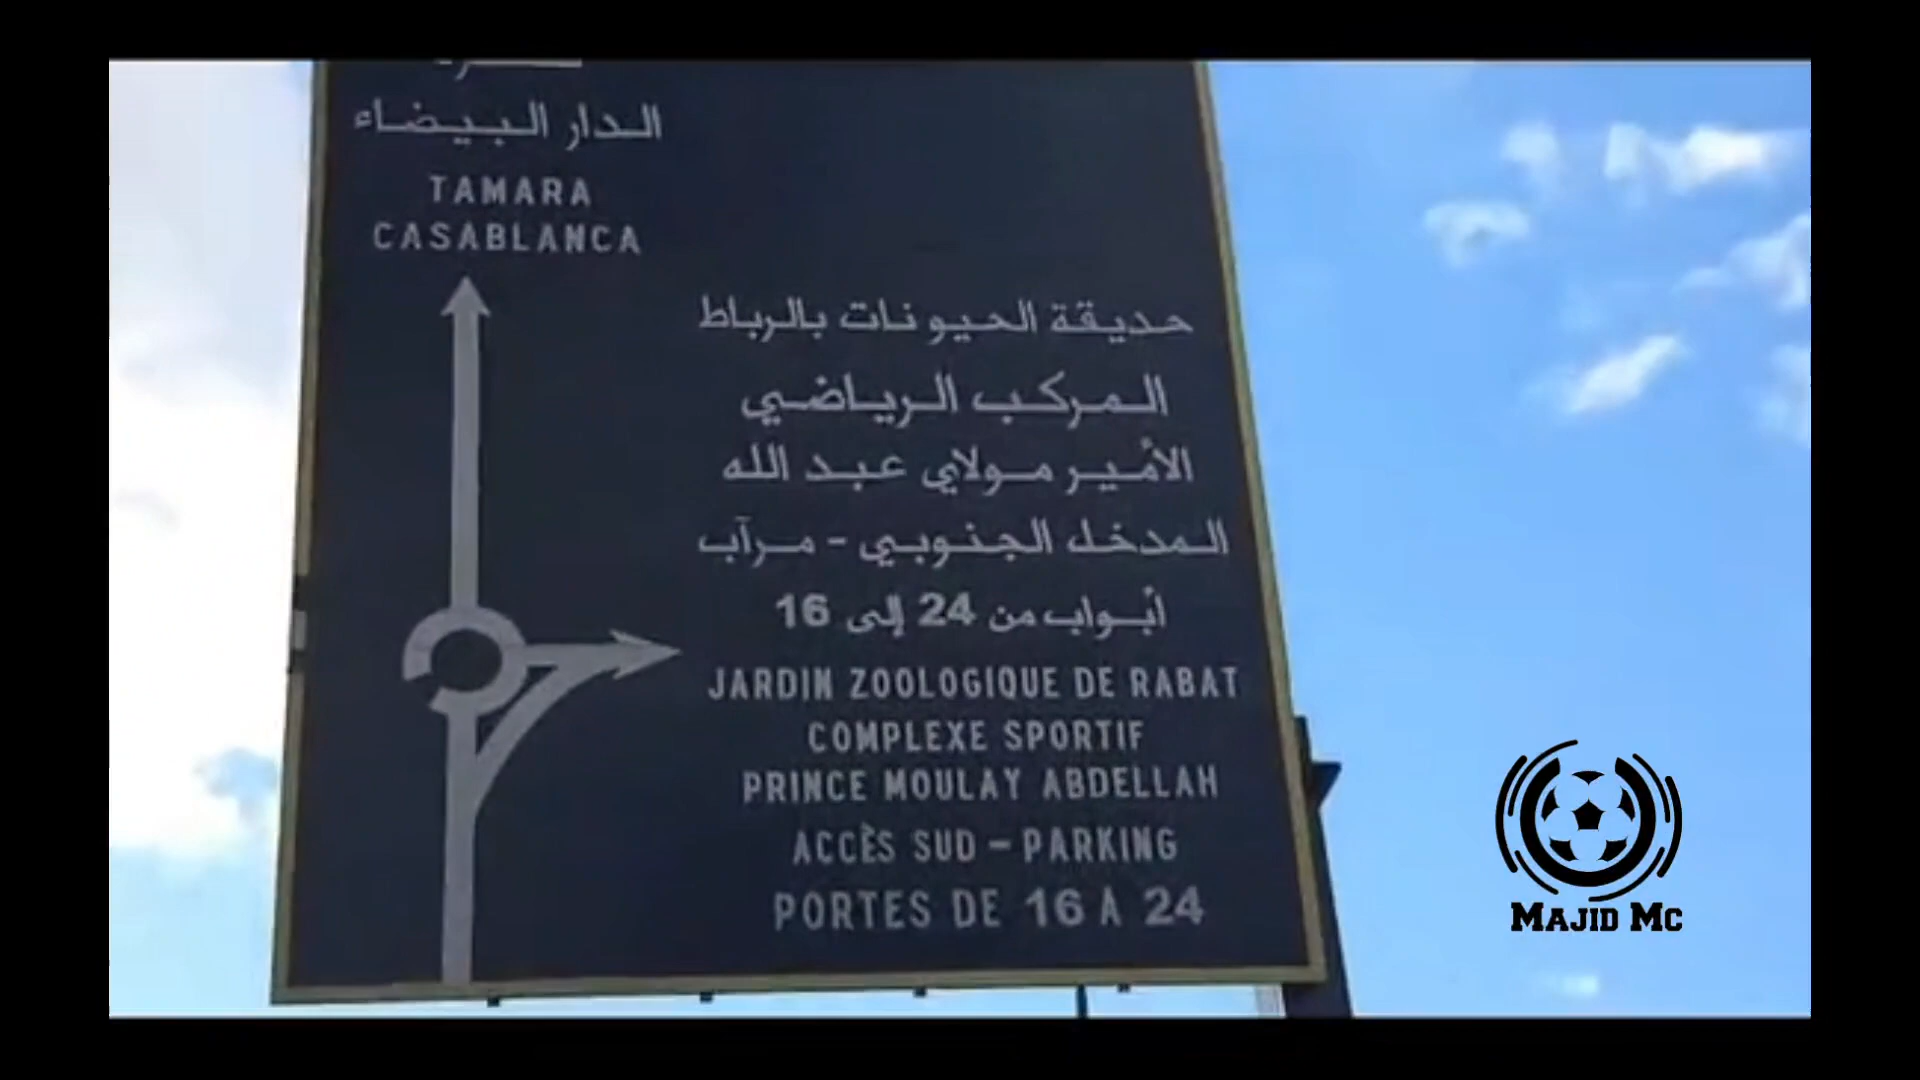 الدار البيضاء
TAMARA
CASABLANCA
حديقة الحيونات بالرباط
المركب الرياضي
الأمير مولاي عبد الله
المدخل الجنوبي - مرآب
أبواب من 24 إلى 16
JARDIN ZOOLOGIQUE DE RABAT
COMPLEXE SPORTIF
PRINCE MOULAY ABDELLAH
ACCÈS SUD – PARKING
PORTES DE 16 A 24
MAJID MC